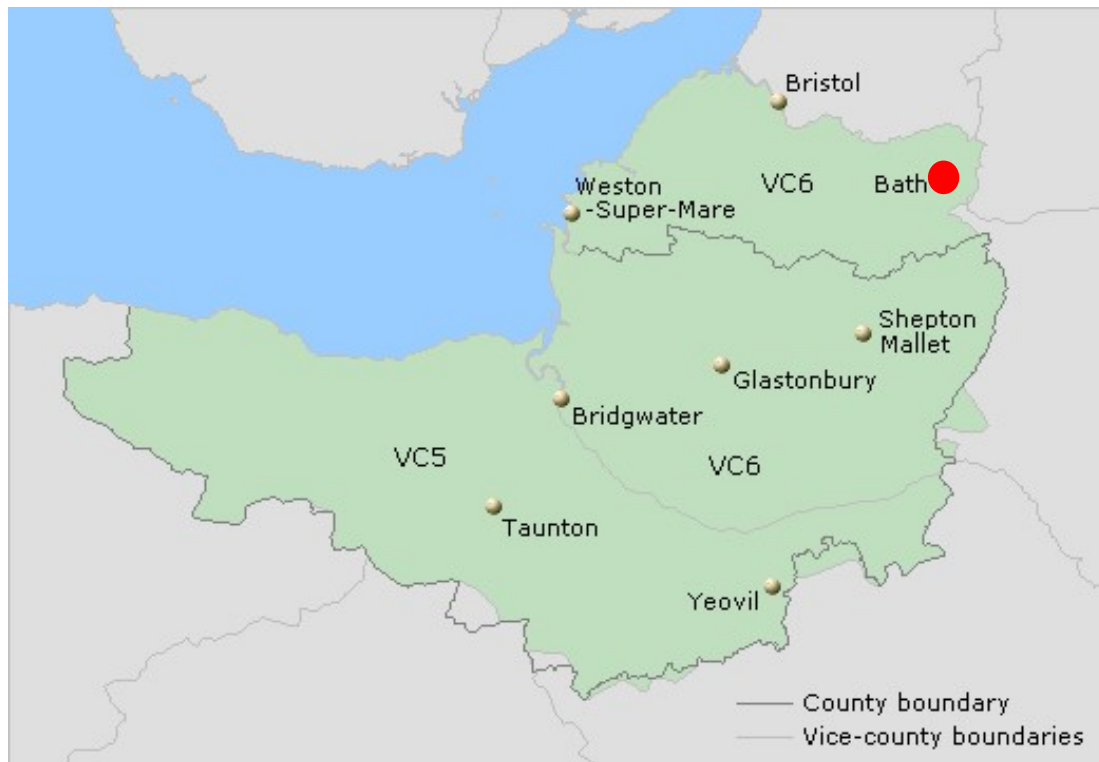 Bristol
VC6
Bath
Weston
-Super-Mare
Shepton
Mallet
Glastonbury
Bridgwater
VC5
VC6
Taunton
Yeovil
County boundary
Vice-county boundaries